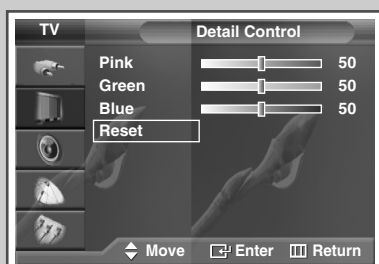 TV Detail Control
Pink 50
Green 50
Blue 50
Reset
Move Enter Return